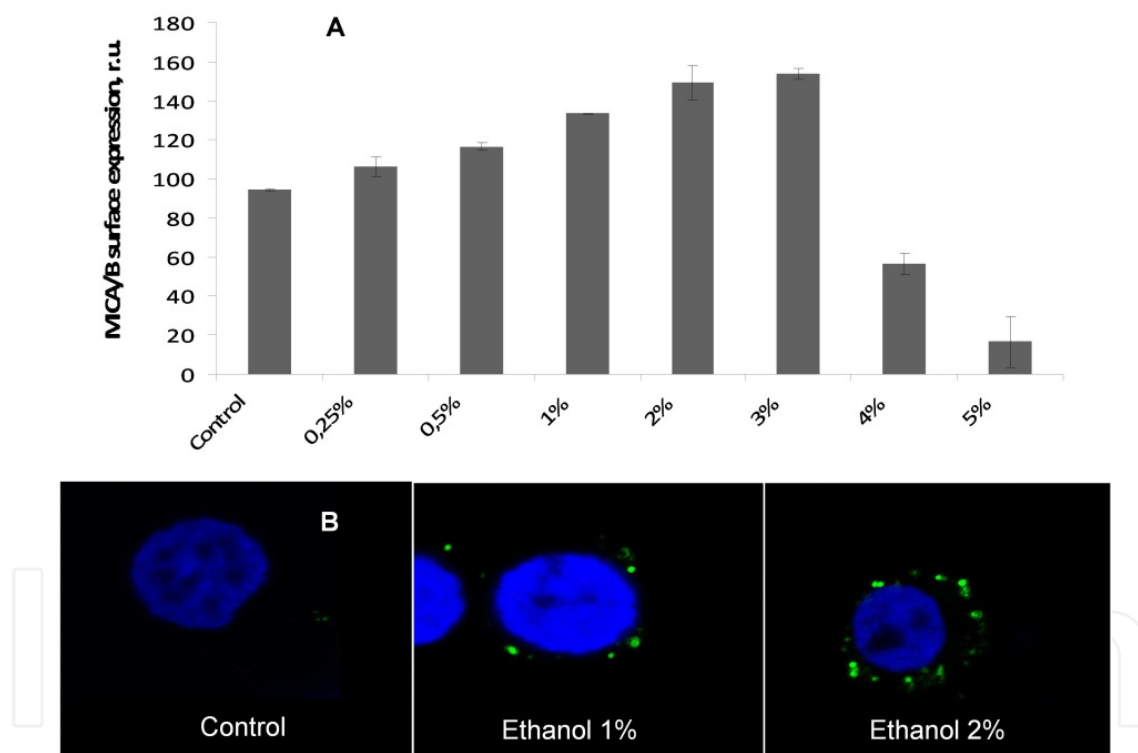 A
MCA/B surface expression, r.u.
180
160
140
120
100
80
60
40
20
0
Control
0,25%
0,5%
1%
2%
3%
4%
5%
B
Control
Ethanol 1%
Ethanol 2%